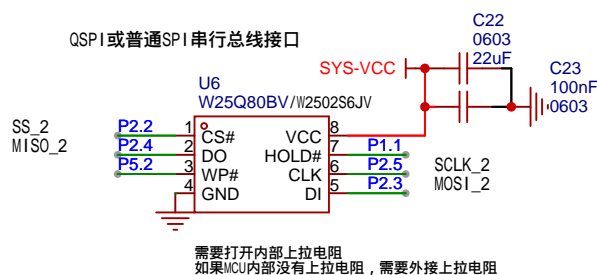 QSPI或普通SPI串行总线接口
C22
0603
22uF
SYS-VCC
C23
100nF
0603
U6
W25Q80BV/W2502S6JV
SS_2
MISO_2
P2.2
P2.4
P5.2
1
2
3
4
CS#
DO
WP#
GND
VCC
HOLD#
CLK
DI
8
7
6
5
P1.1
P2.5
P2.3
SCLK_2
MOSI_2
需要打开内部上拉电阻
如果MCU内部没有上拉电阻，需要外接上拉电阻